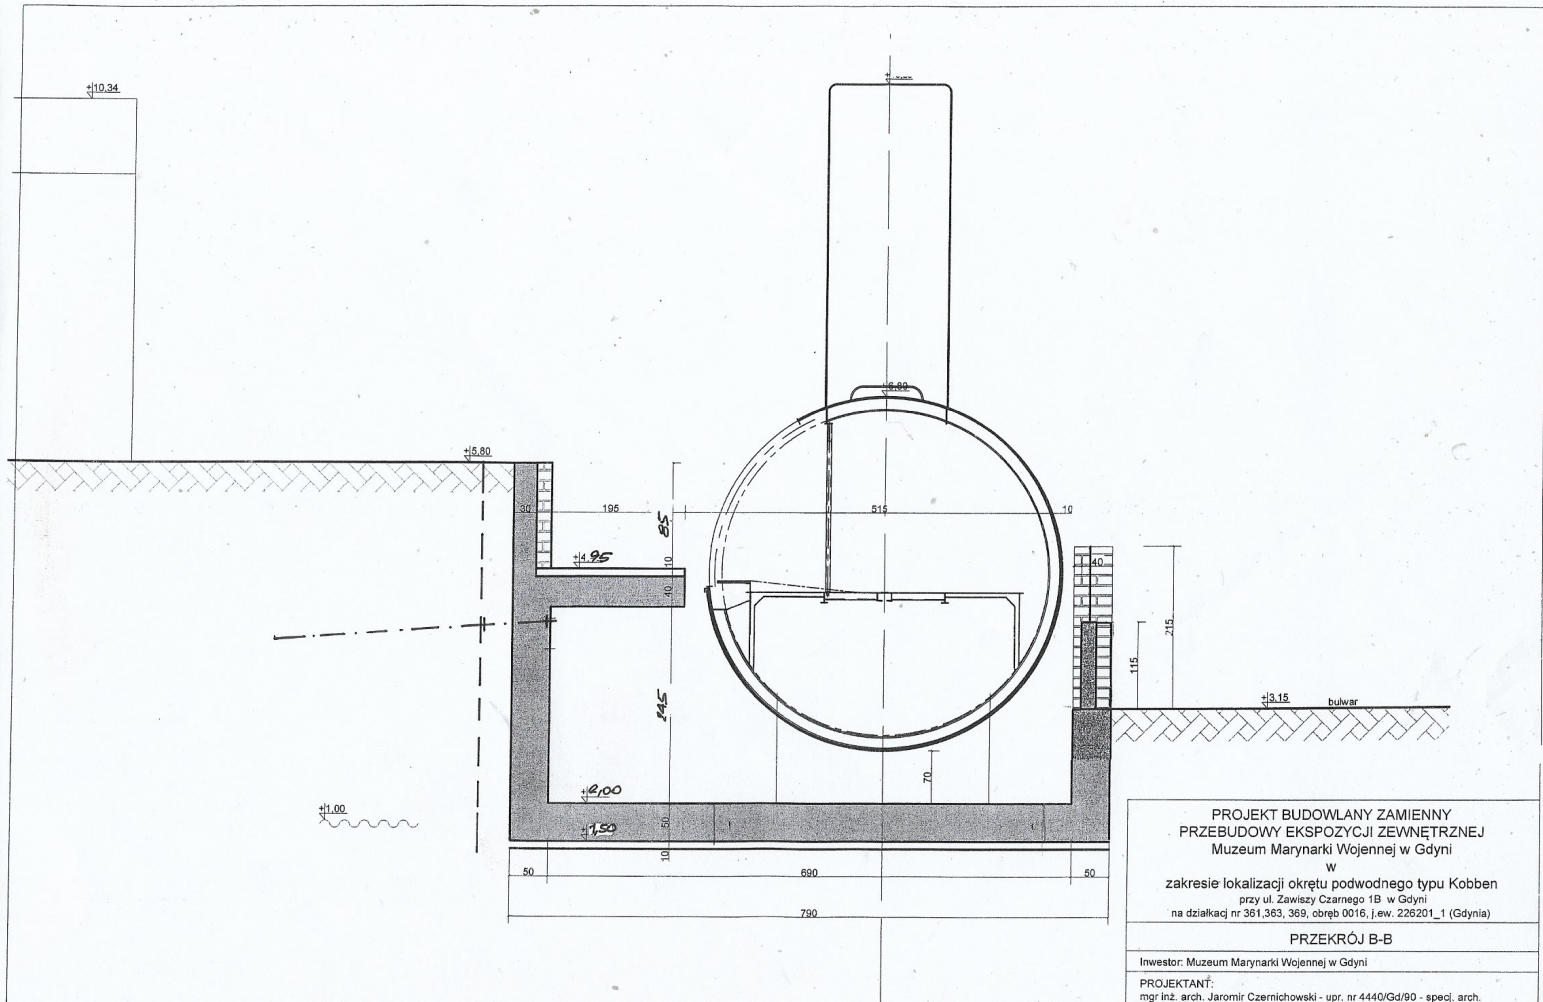 +10,34
+6,80
+5,80
30
195
85
515
10
+4,95
10
40
40
215
115
245
+3,15
bulwar
70
+2,00
+1,00
+1,50
50
10
50
690
50
790
PROJEKT BUDOWLANY ZAMIENNY
PRZEBUDOWY EKSPOZYCJI ZEWNĘTRZNEJ
Muzeum Marynarki Wojennej w Gdyni
w
zakresie lokalizacji okrętu podwodnego typu Kobben
przy ul. Zawiszy Czarnego 1B w Gdyni
na działkacj nr 361,363, 369, obręb 0016, j.ew. 226201_1 (Gdynia)
PRZEKRÓJ B-B
Inwestor: Muzeum Marynarki Wojennej w Gdyni
PROJEKTANT:
mgr inż. arch. Jaromir Czernichowski - upr. nr 4440/Gd/90 - specj. arch.